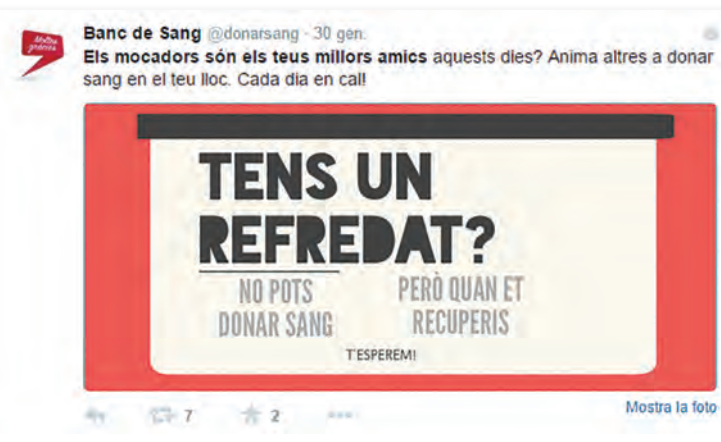 Moltes gràcies
Banc de Sang @donarsang · 30 gen.
Els mocadors són els teus millors amics aquests dies? Anima altres a donar
sang en el teu lloc. Cada dia en cal!
TENS UN
REFREDAT?
NO POTS
DONAR SANG
PERÒ QUAN ET
RECUPERIS
T'ESPEREM!
7
2
Mostra la foto